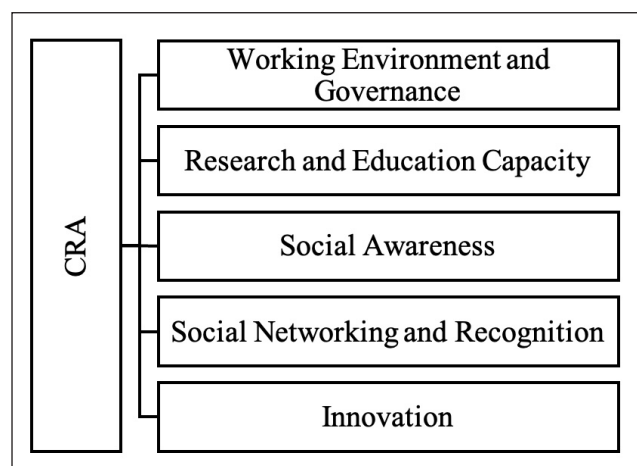 CRA
Working Environment and
Governance
Research and Education Capacity
Social Awareness
Social Networking and Recognition
Innovation